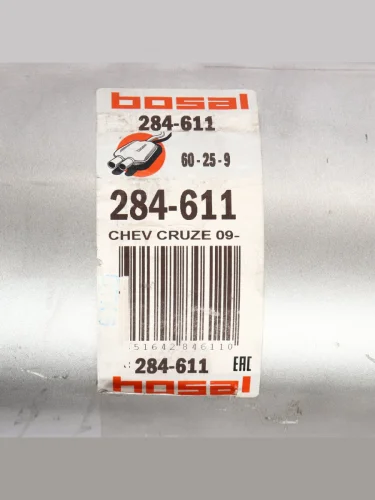 bosal
284-611
60-25-9
284-611
CHEV CRUZE 09-
51642 846110
284-611
EAC
bosal